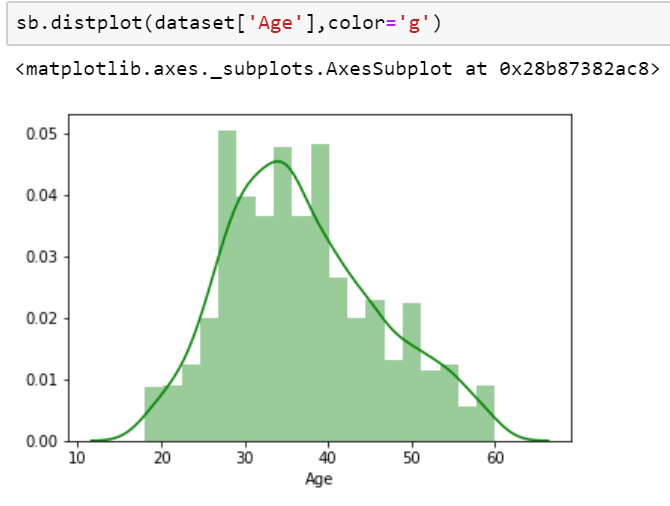 sb.distplot(dataset['Age'],color='g')
<matplotlib.axes._subplots.AxesSubplot at 0x28b87382ac8>
0.05
0.04
0.03
0.02
0.01
0.00
10 20 30 40 50 60
Age